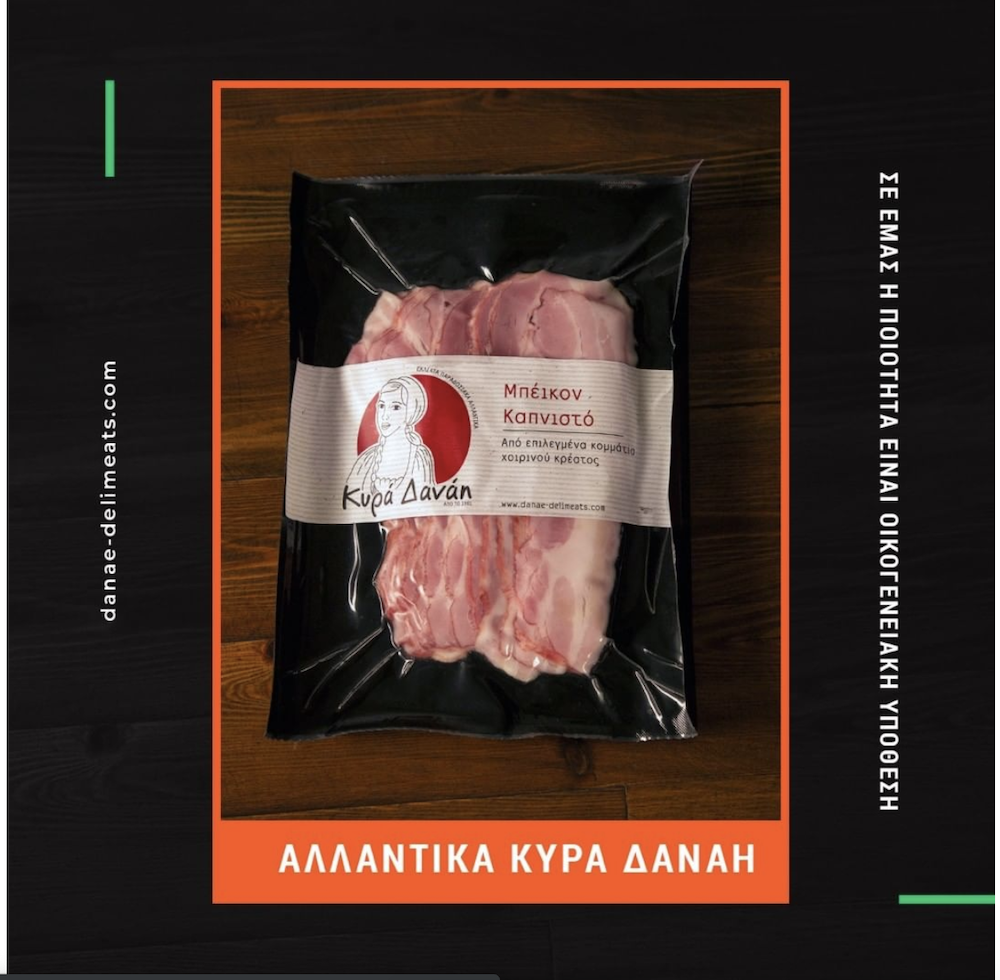 danae-delimeats.com
Μπέικον
Καπνιστό
Από επιλεγμένα κομμάτια
χοιρινού κρέατος
www.danae-delimeats.com
Κυρά Δανάη
ΑΛΛΑΝΤΙΚΑ ΚΥΡΑ ΔΑΝΑΗ
ΣΕ ΕΜΑΣ Η ΠΟΙΟΤΗΤΑ ΕΙΝΑΙ ΟΙΚΟΓΕΝΕΙΑΚΗ ΥΠΟΘΕΣΗ